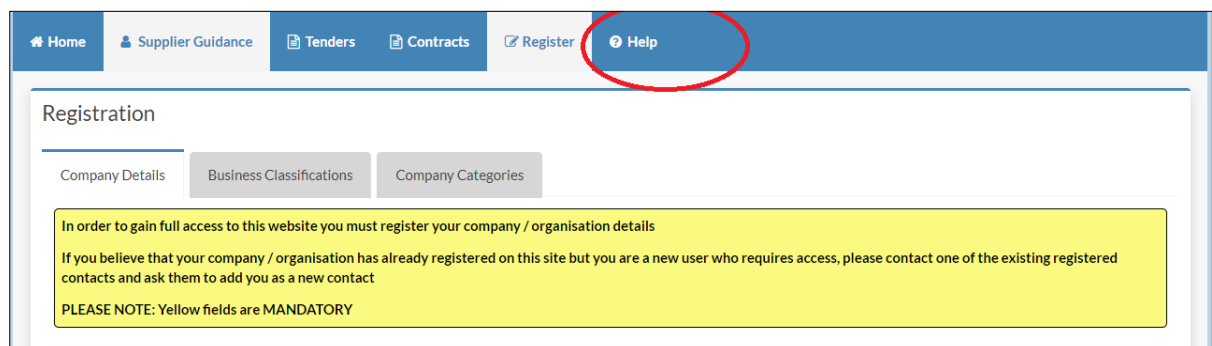 Home Supplier Guidance Tenders Contracts Register Help
Registration
Company Details Business Classifications Company Categories
In order to gain full access to this website you must register your company / organisation details
If you believe that your company / organisation has already registered on this site but you are a new user who requires access, please contact one of the existing registered
contacts and ask them to add you as a new contact
PLEASE NOTE: Yellow fields are MANDATORY